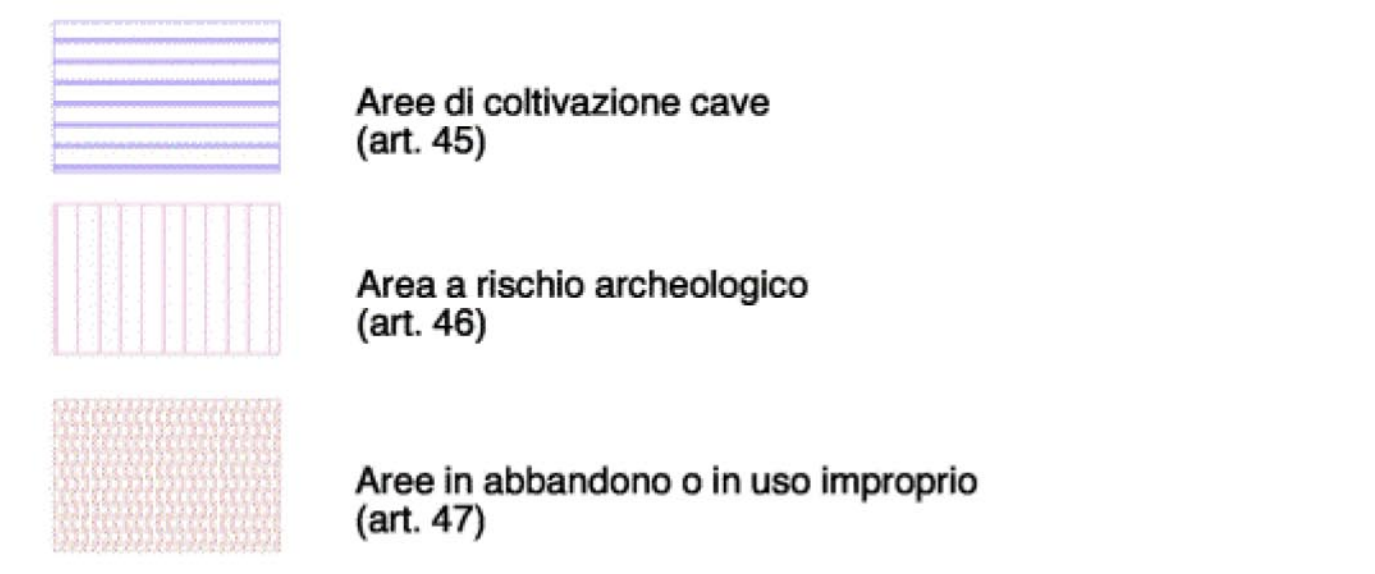 Aree di coltivazione cave
(art. 45)
Area a rischio archeologico
(art. 46)
Aree in abbandono o in uso improprio
(art. 47)